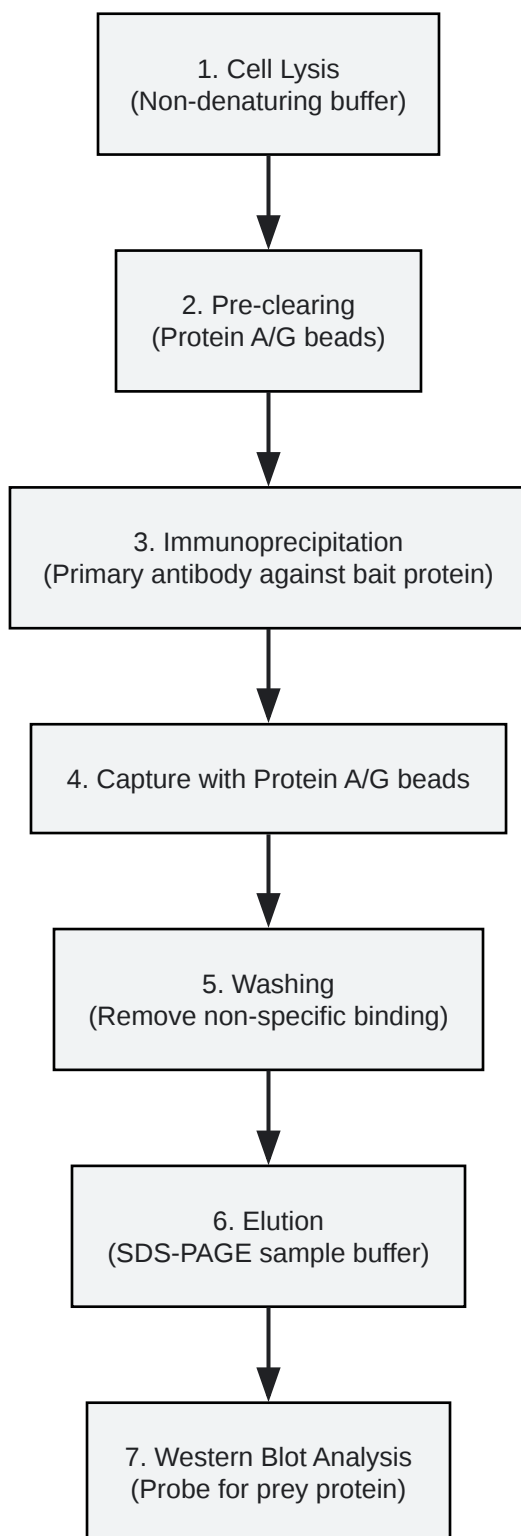 1. Cell Lysis
(Non-denaturing buffer)
2. Pre-clearing
(Protein A/G beads)
3. Immunoprecipitation
(Primary antibody against bait protein)
4. Capture with Protein A/G beads
5. Washing
(Remove non-specific binding)
6. Elution
(SDS-PAGE sample buffer)
7. Western Blot Analysis
(Probe for prey protein)